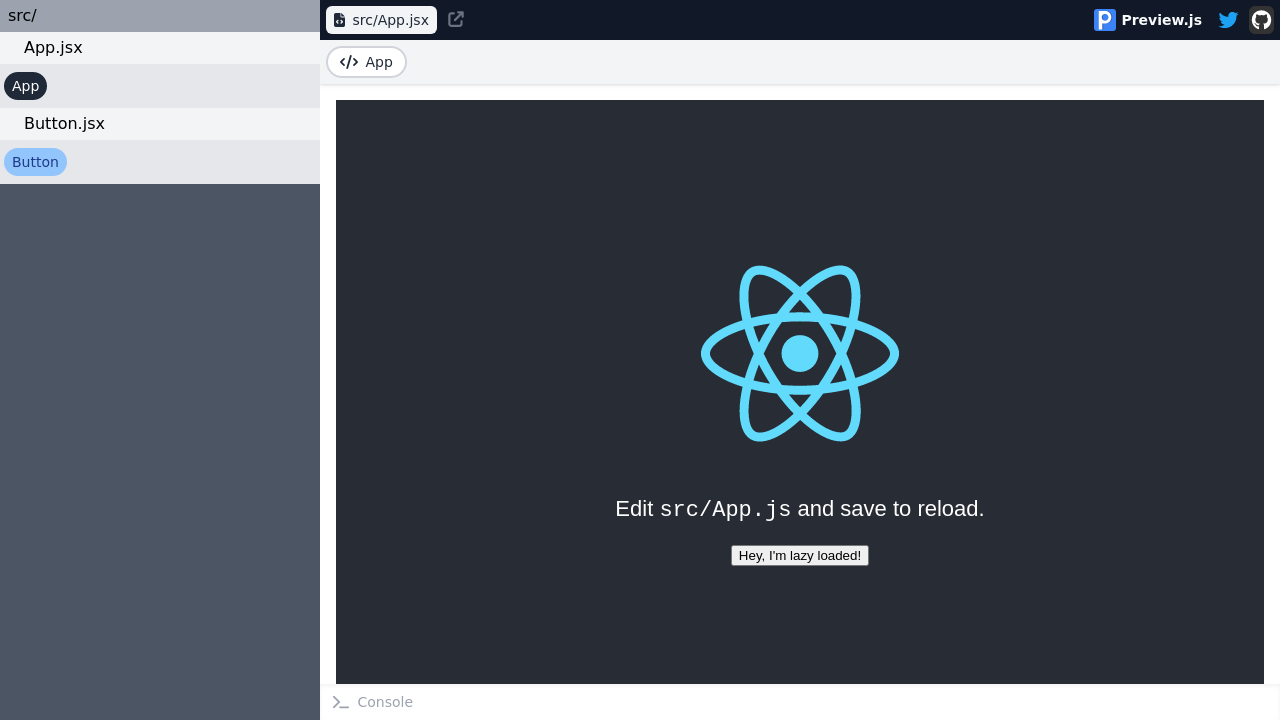 src/
App.jsx
App
Button.jsx
Button
src/App.jsx
Preview.js
App
Edit src/App.js and save to reload.
Hey, I'm lazy loaded!
Console